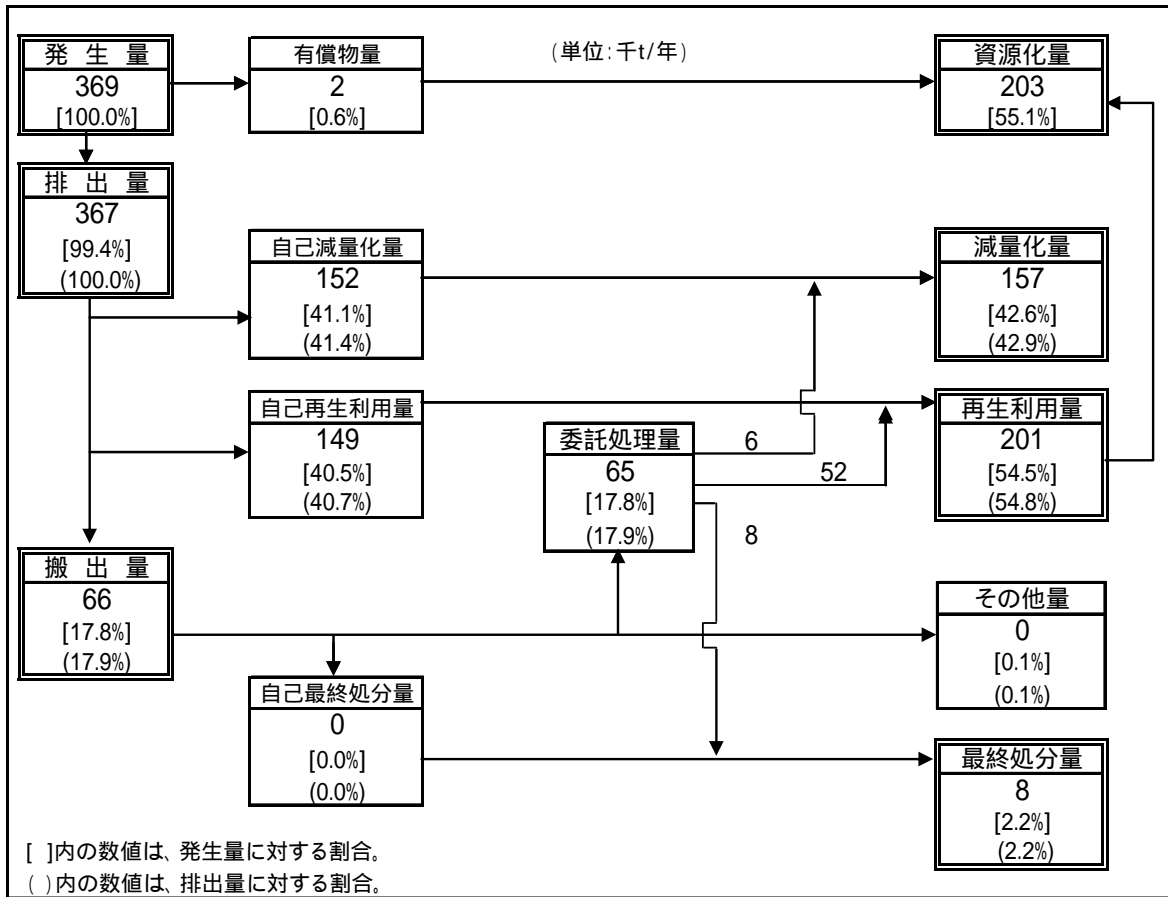 発 生 量
369
[100.0%]
有償物量
2
[0.6%]
(単位:千t/年)
資源化量
203
[55.1%]
排 出 量
367
[99.4%]
(100.0%)
自己減量化量
152
[41.1%]
(41.4%)
減量化量
157
[42.6%]
(42.9%)
自己再生利用量
149
[40.5%]
(40.7%)
委託処理量
65
[17.8%]
(17.9%)
6
52
8
再生利用量
201
[54.5%]
(54.8%)
搬 出 量
66
[17.8%]
(17.9%)
その他量
0
[0.1%]
(0.1%)
自己最終処分量
0
[0.0%]
(0.0%)
最終処分量
8
[2.2%]
(2.2%)
[ ]内の数値は、発生量に対する割合。
( )内の数値は、排出量に対する割合。